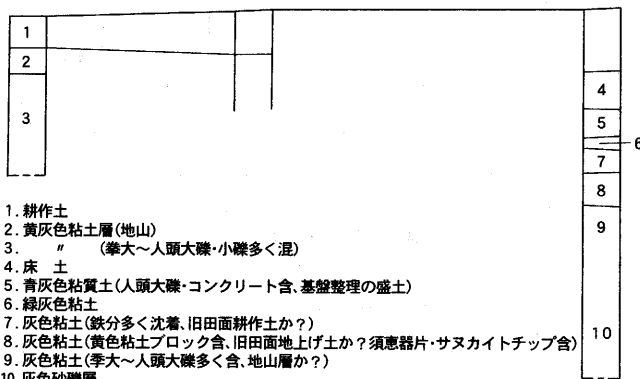 1
2
3
4
5
6
7
8
9
10
1. 耕作土
2. 黄灰色粘土層(地山)
3. 〃 (拳大～人頭大礫・小礫多く混)
4. 床 土
5. 青灰色粘質土(人頭大礫・コンクリート含、基盤整理の盛土)
6. 緑灰色粘土
7. 灰色粘土(鉄分多く沈着、旧田面耕作土か？)
8. 灰色粘土(黄色粘土ブロック含、旧田面地上げ土か？須恵器片・サヌカイトチップ含)
9. 灰色粘土(季大～人頭大礫多く含、地山層か？)
10. 灰色砂礫層